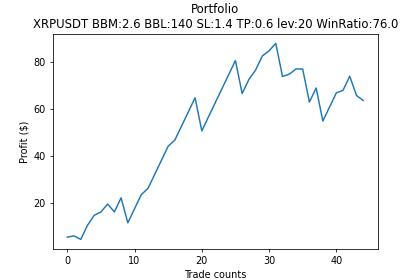 Portfolio
XRPUSDT BBM:2.6 BBL:140 SL:1.4 TP:0.6 lev:20 WinRatio:76.0
80
60
40
20
Profit ($)
0
10
20
30
40
Trade counts